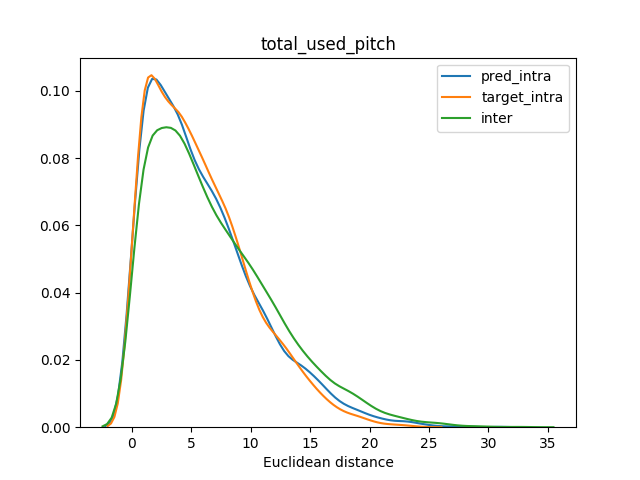 total_used_pitch
pred_intra
target_intra
inter
0.10
0.08
0.06
0.04
0.02
0.00
0 5 10 15 20 25 30 35
Euclidean distance